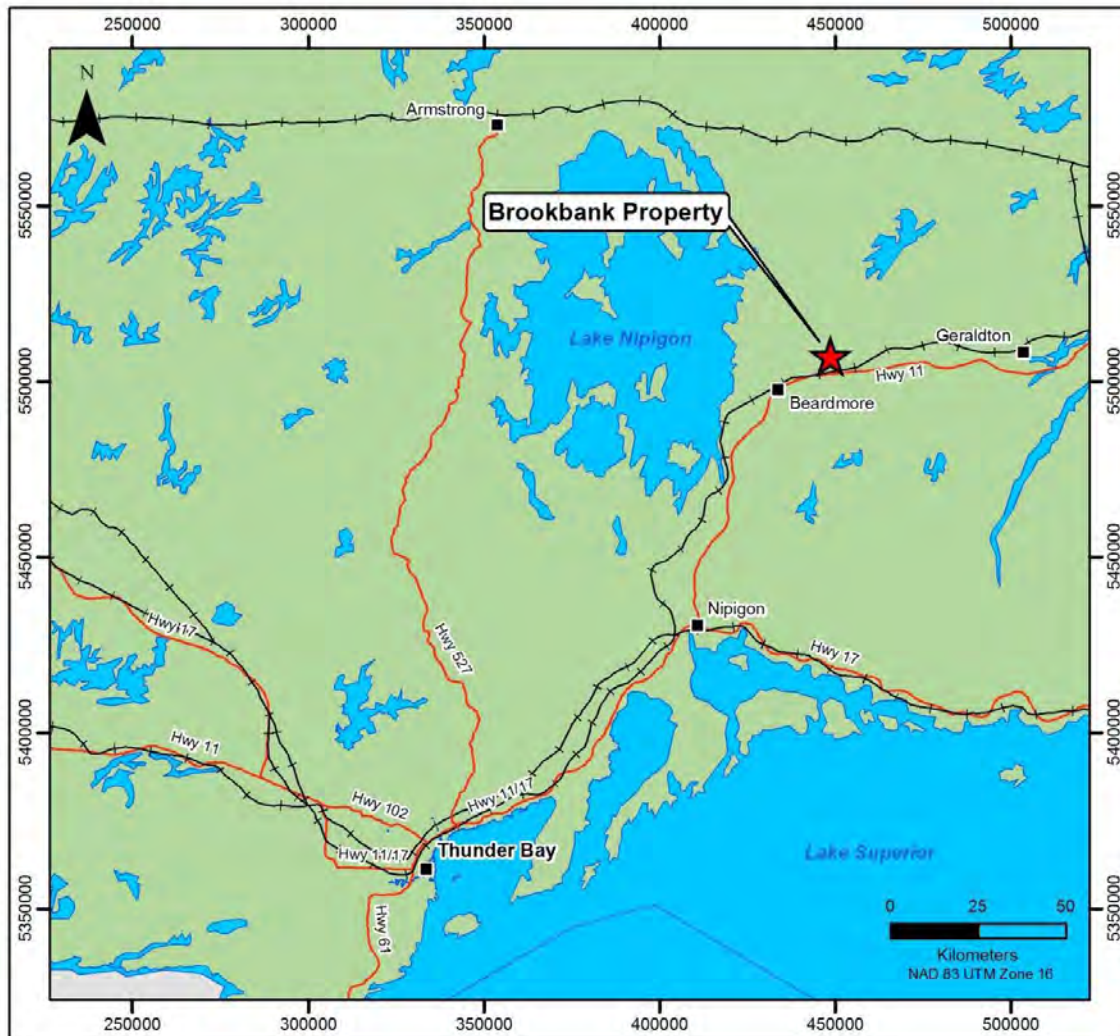 250000 300000 350000 400000 450000 500000
N
Armstrong
5550000 5550000
Brookbank Property
Lake Nipigon
Geraldton
5500000 5500000
Hwy 11
Beardmore
5450000 5450000
Nipigon
Hwy 17
Hwy 527
Hwy 17
5400000 5400000
Hwy 11
Hwy 11/17
Hwy 102
Hwy 11/17
Thunder Bay
Lake Superior
5350000 5350000
0 25 50
Hwy 61
Kilometers
NAD 83 UTM Zone 16
250000 300000 350000 400000 450000 500000